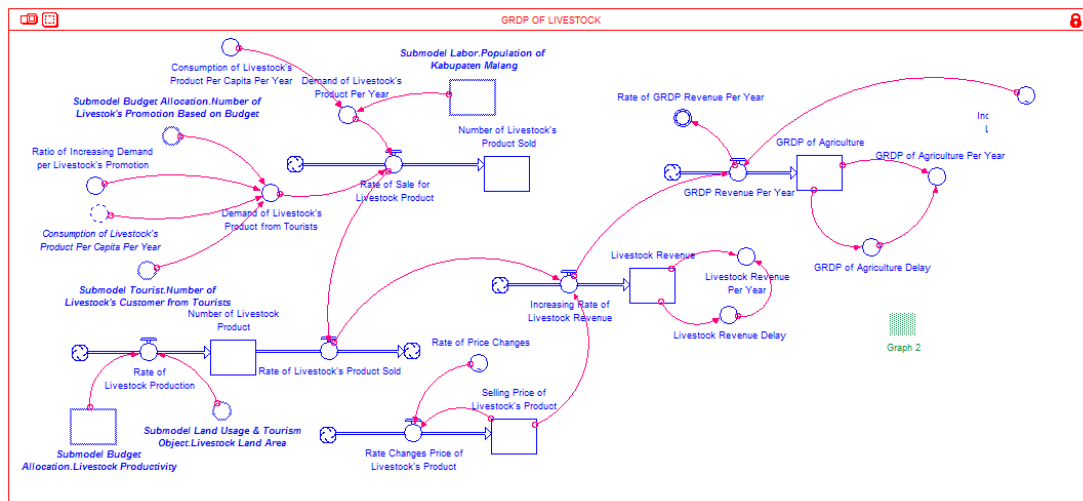 GRDP OF LIVESTOCK
Consumption of Livestock's
Product Per Capita Per Year
Submodel Labor.Population of
Kabupaten Malang
Demand of Livestock's
Product Per Year
Submodel Budget Allocation.Number of
Livestok's Promotion Based on Budget
Rate of GRDP Revenue Per Year
Number of Livestock's
Product Sold
Ratio of Increasing Demand
per Livestock's Promotion
GRDP of Agriculture
GRDP of Agriculture Per Year
Rate of Sale for
Livestock Product
GRDP Revenue Per Year
Demand of Livestock's
Product from Tourists
Consumption of Livestock's
Product Per Capita Per Year
Livestock Revenue
GRDP of Agriculture Delay
Livestock Revenue
Per Year
Submodel Tourist.Number of
Livestock's Customer from Tourists
Increasing Rate of
Livestock Revenue
Number of Livestock
Product
Livestock Revenue Delay
Rate of Price Changes
Graph 2
Rate of
Livestock Production
Rate of Livestock's Product Sold
Selling Price of
Livestock's Product
Submodel Land Usage & Tourism
Object.Livestock Land Area
Submodel Budget
Allocation.Livestock Productivity
Rate Changes Price of
Livestock's Product